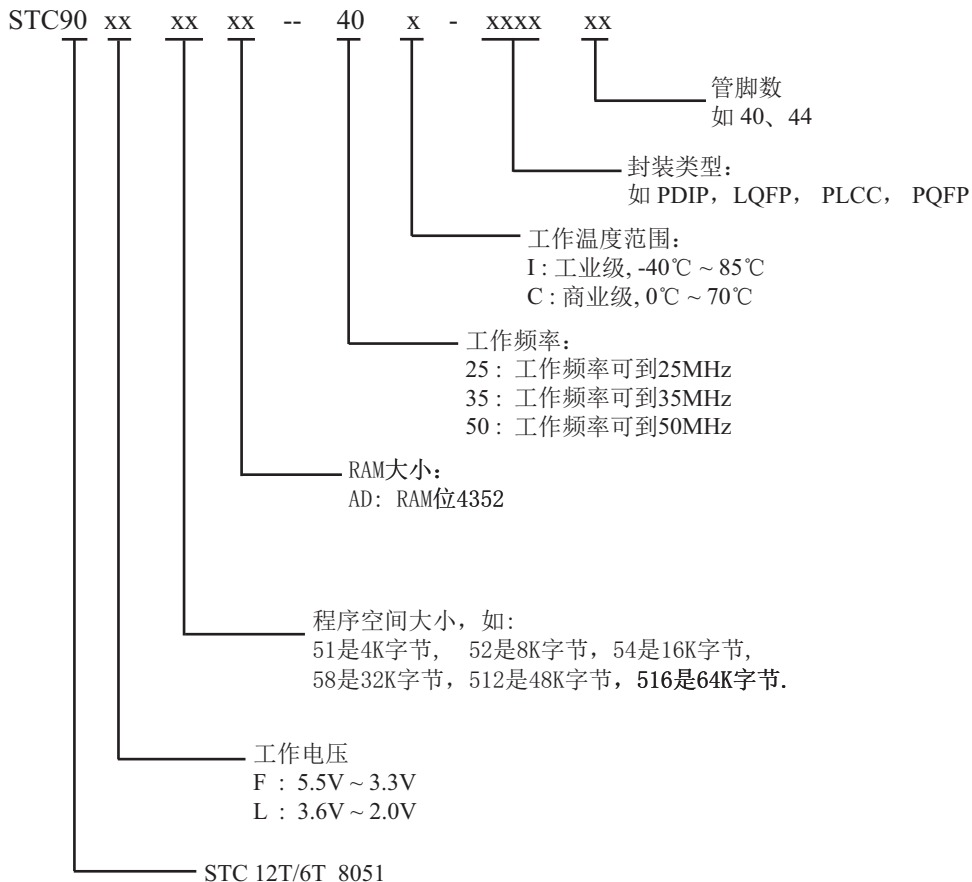 STC90 xx xx xx -- 40 x - xxxx xx
管脚数
如 40、44
封装类型：
如 PDIP，LQFP， PLCC， PQFP
工作温度范围：
I : 工业级, -40℃ ~ 85℃
C : 商业级, 0℃ ~ 70℃
工作频率：
25 : 工作频率可到25MHz
35 : 工作频率可到35MHz
50 : 工作频率可到50MHz
RAM大小：
AD: RAM位4352
程序空间大小，如:
51是4K字节, 52是8K字节，54是16K字节,
58是32K字节，512是48K字节，516是64K字节.
工作电压
F : 5.5V ~ 3.3V
L : 3.6V ~ 2.0V
STC 12T/6T 8051